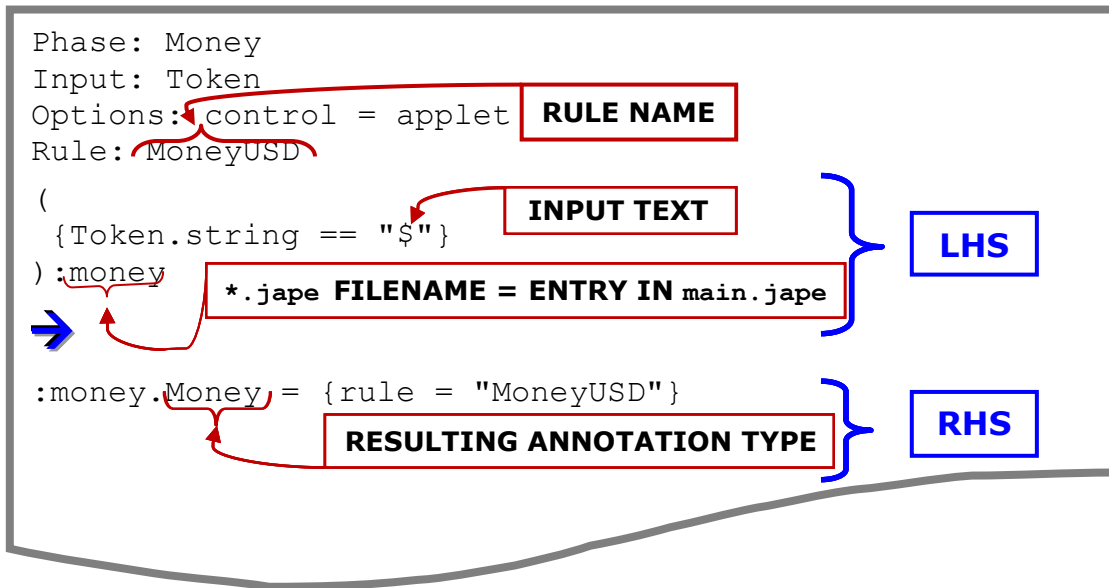 Phase: Money
Input: Token
Options: control = applet
RULE NAME
Rule: MoneyUSD
(
INPUT TEXT
{Token.string == "$"}
LHS
):money
*.jape FILENAME = ENTRY IN main.jape
:money.Money = {rule = "MoneyUSD"}
RHS
RESULTING ANNOTATION TYPE